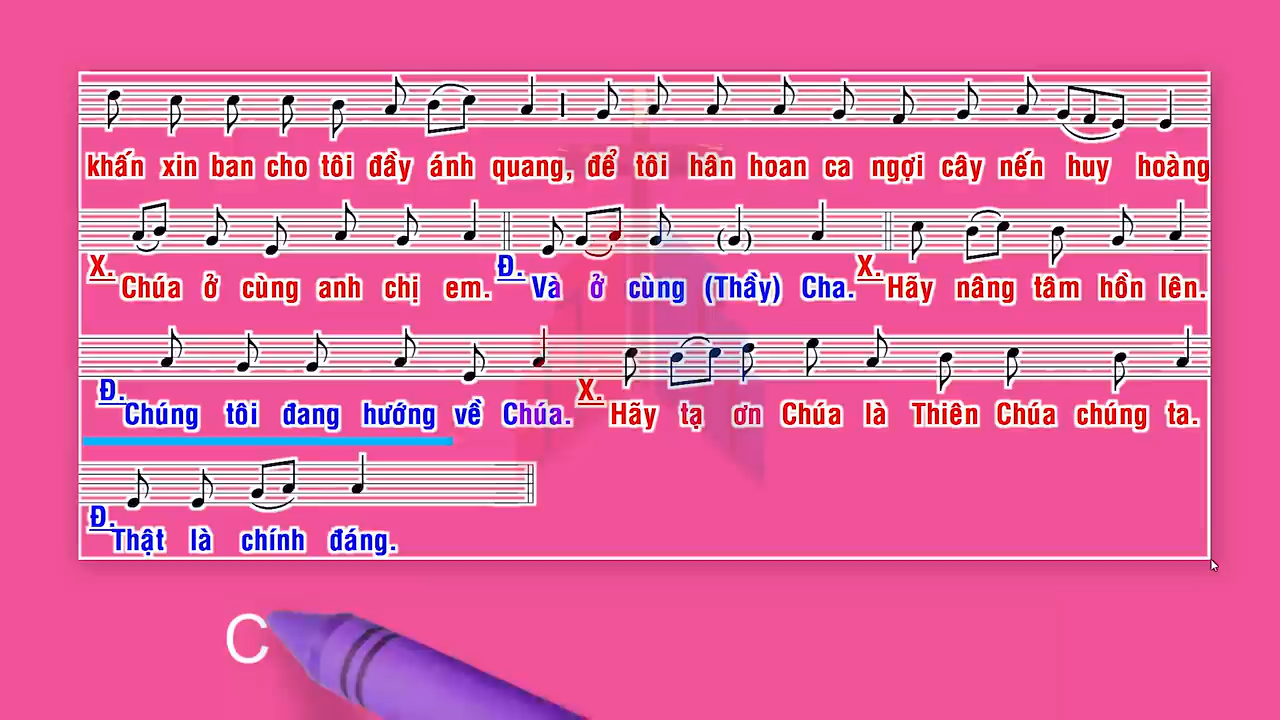 khấn xin ban cho tôi đầy ánh quang, để tôi hân hoan ca ngợi cây nến huy hoàng
X. Chúa ở cùng anh chị em. Đ. Và ở cùng (Thầy) Cha. X. Hãy nâng tâm hồn lên.
Đ. Chúng tôi đang hướng về Chúa. X. Hãy tạ ơn Chúa là Thiên Chúa chúng ta.
Đ. Thật là chính đáng.
C